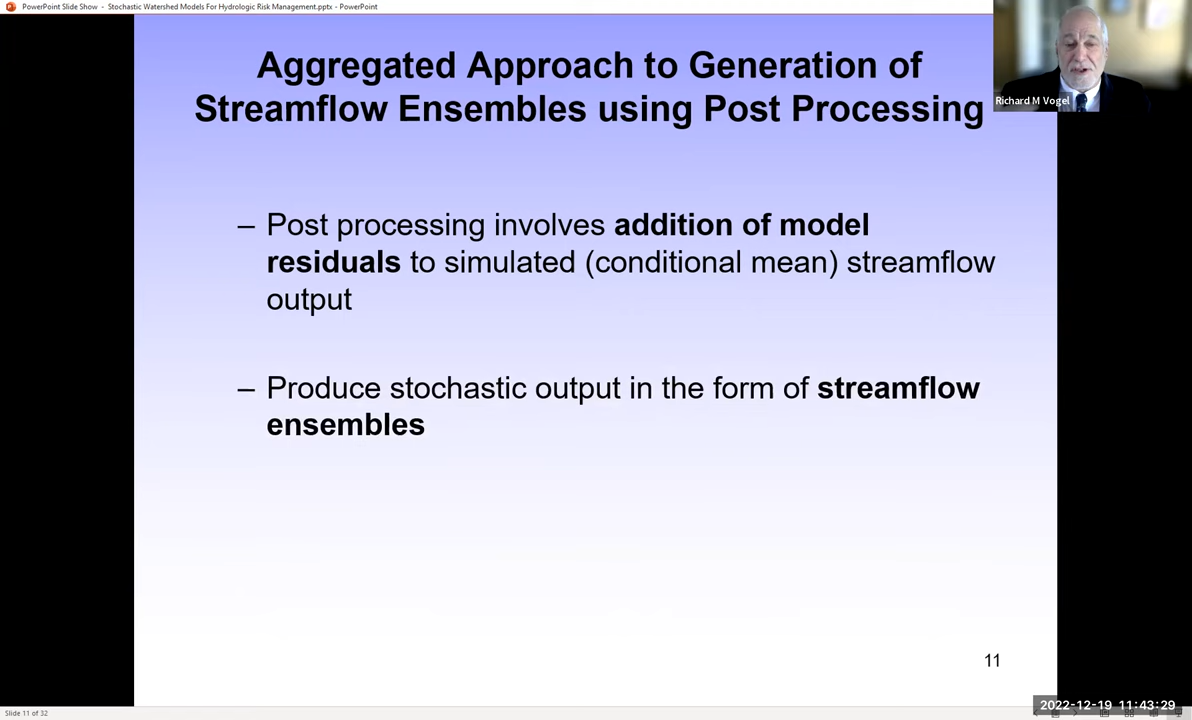 PowerPoint Slide Show - Stochastic Watershed Models For Hydrologic Risk Management.pptx - PowerPoint
Aggregated Approach to Generation of
Streamflow Ensembles using Post Processing
Richard M Vogel
– Post processing involves addition of model
residuals to simulated (conditional mean) streamflow
output
– Produce stochastic output in the form of streamflow
ensembles
11
Slide 11 of 32
2022-12-19 11:43:29